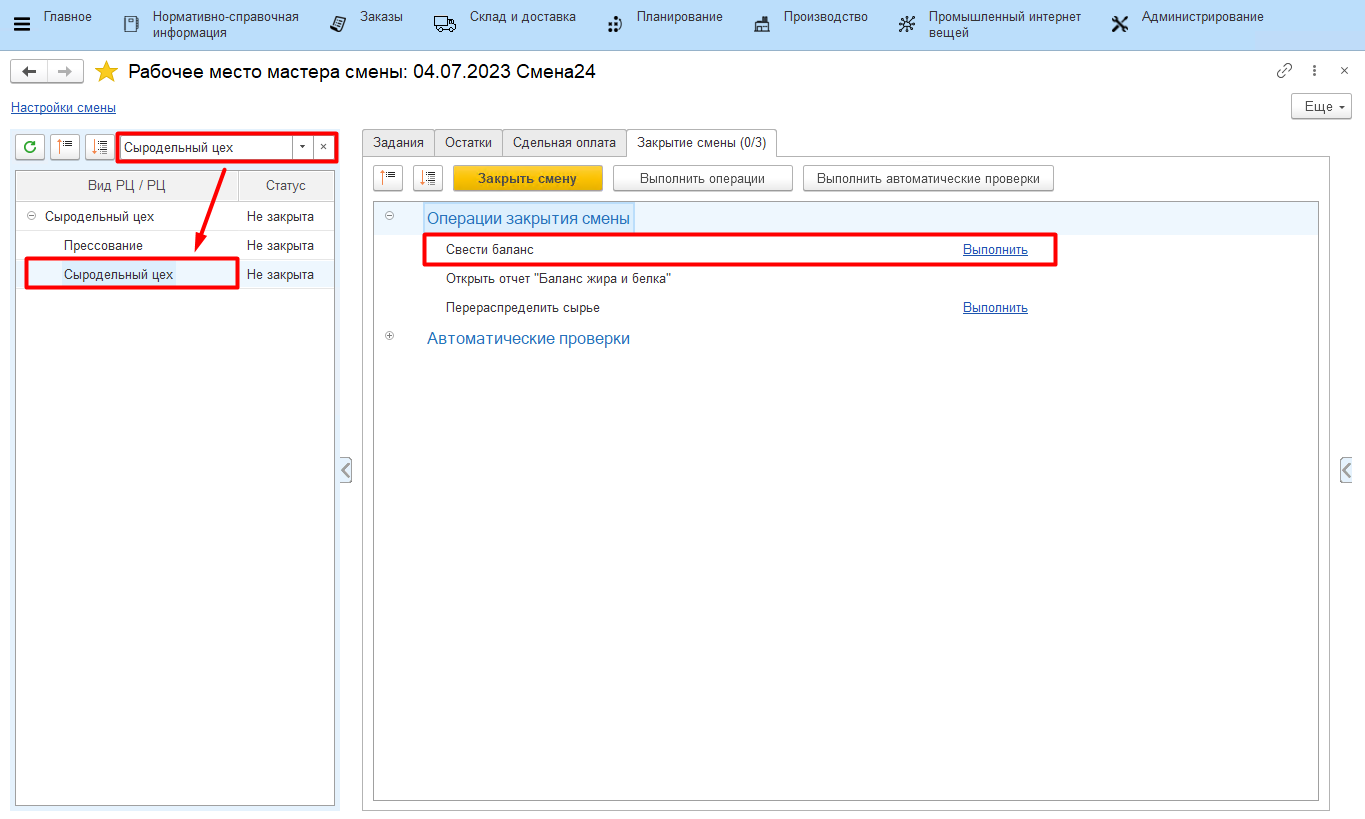 Главное
Нормативно-справочная
информация
Заказы
Склад и доставка
Планирование
Производство
Промышленный интернет
вещей
Администрирование
Рабочее место мастера смены: 04.07.2023 Смена24
Настройки смены
Еще
Сыродельный цех
Вид РЦ / РЦ Статус
Сыродельный цех Не закрыта
Прессование Не закрыта
Сыродельный цех Не закрыта
Задания Остатки Сдельная оплата Закрытие смены (0/3)
Закрыть смену Выполнить операции Выполнить автоматические проверки
Операции закрытия смены
Свести баланс Выполнить
Открыть отчет "Баланс жира и белка"
Перераспределить сырье Выполнить
Автоматические проверки